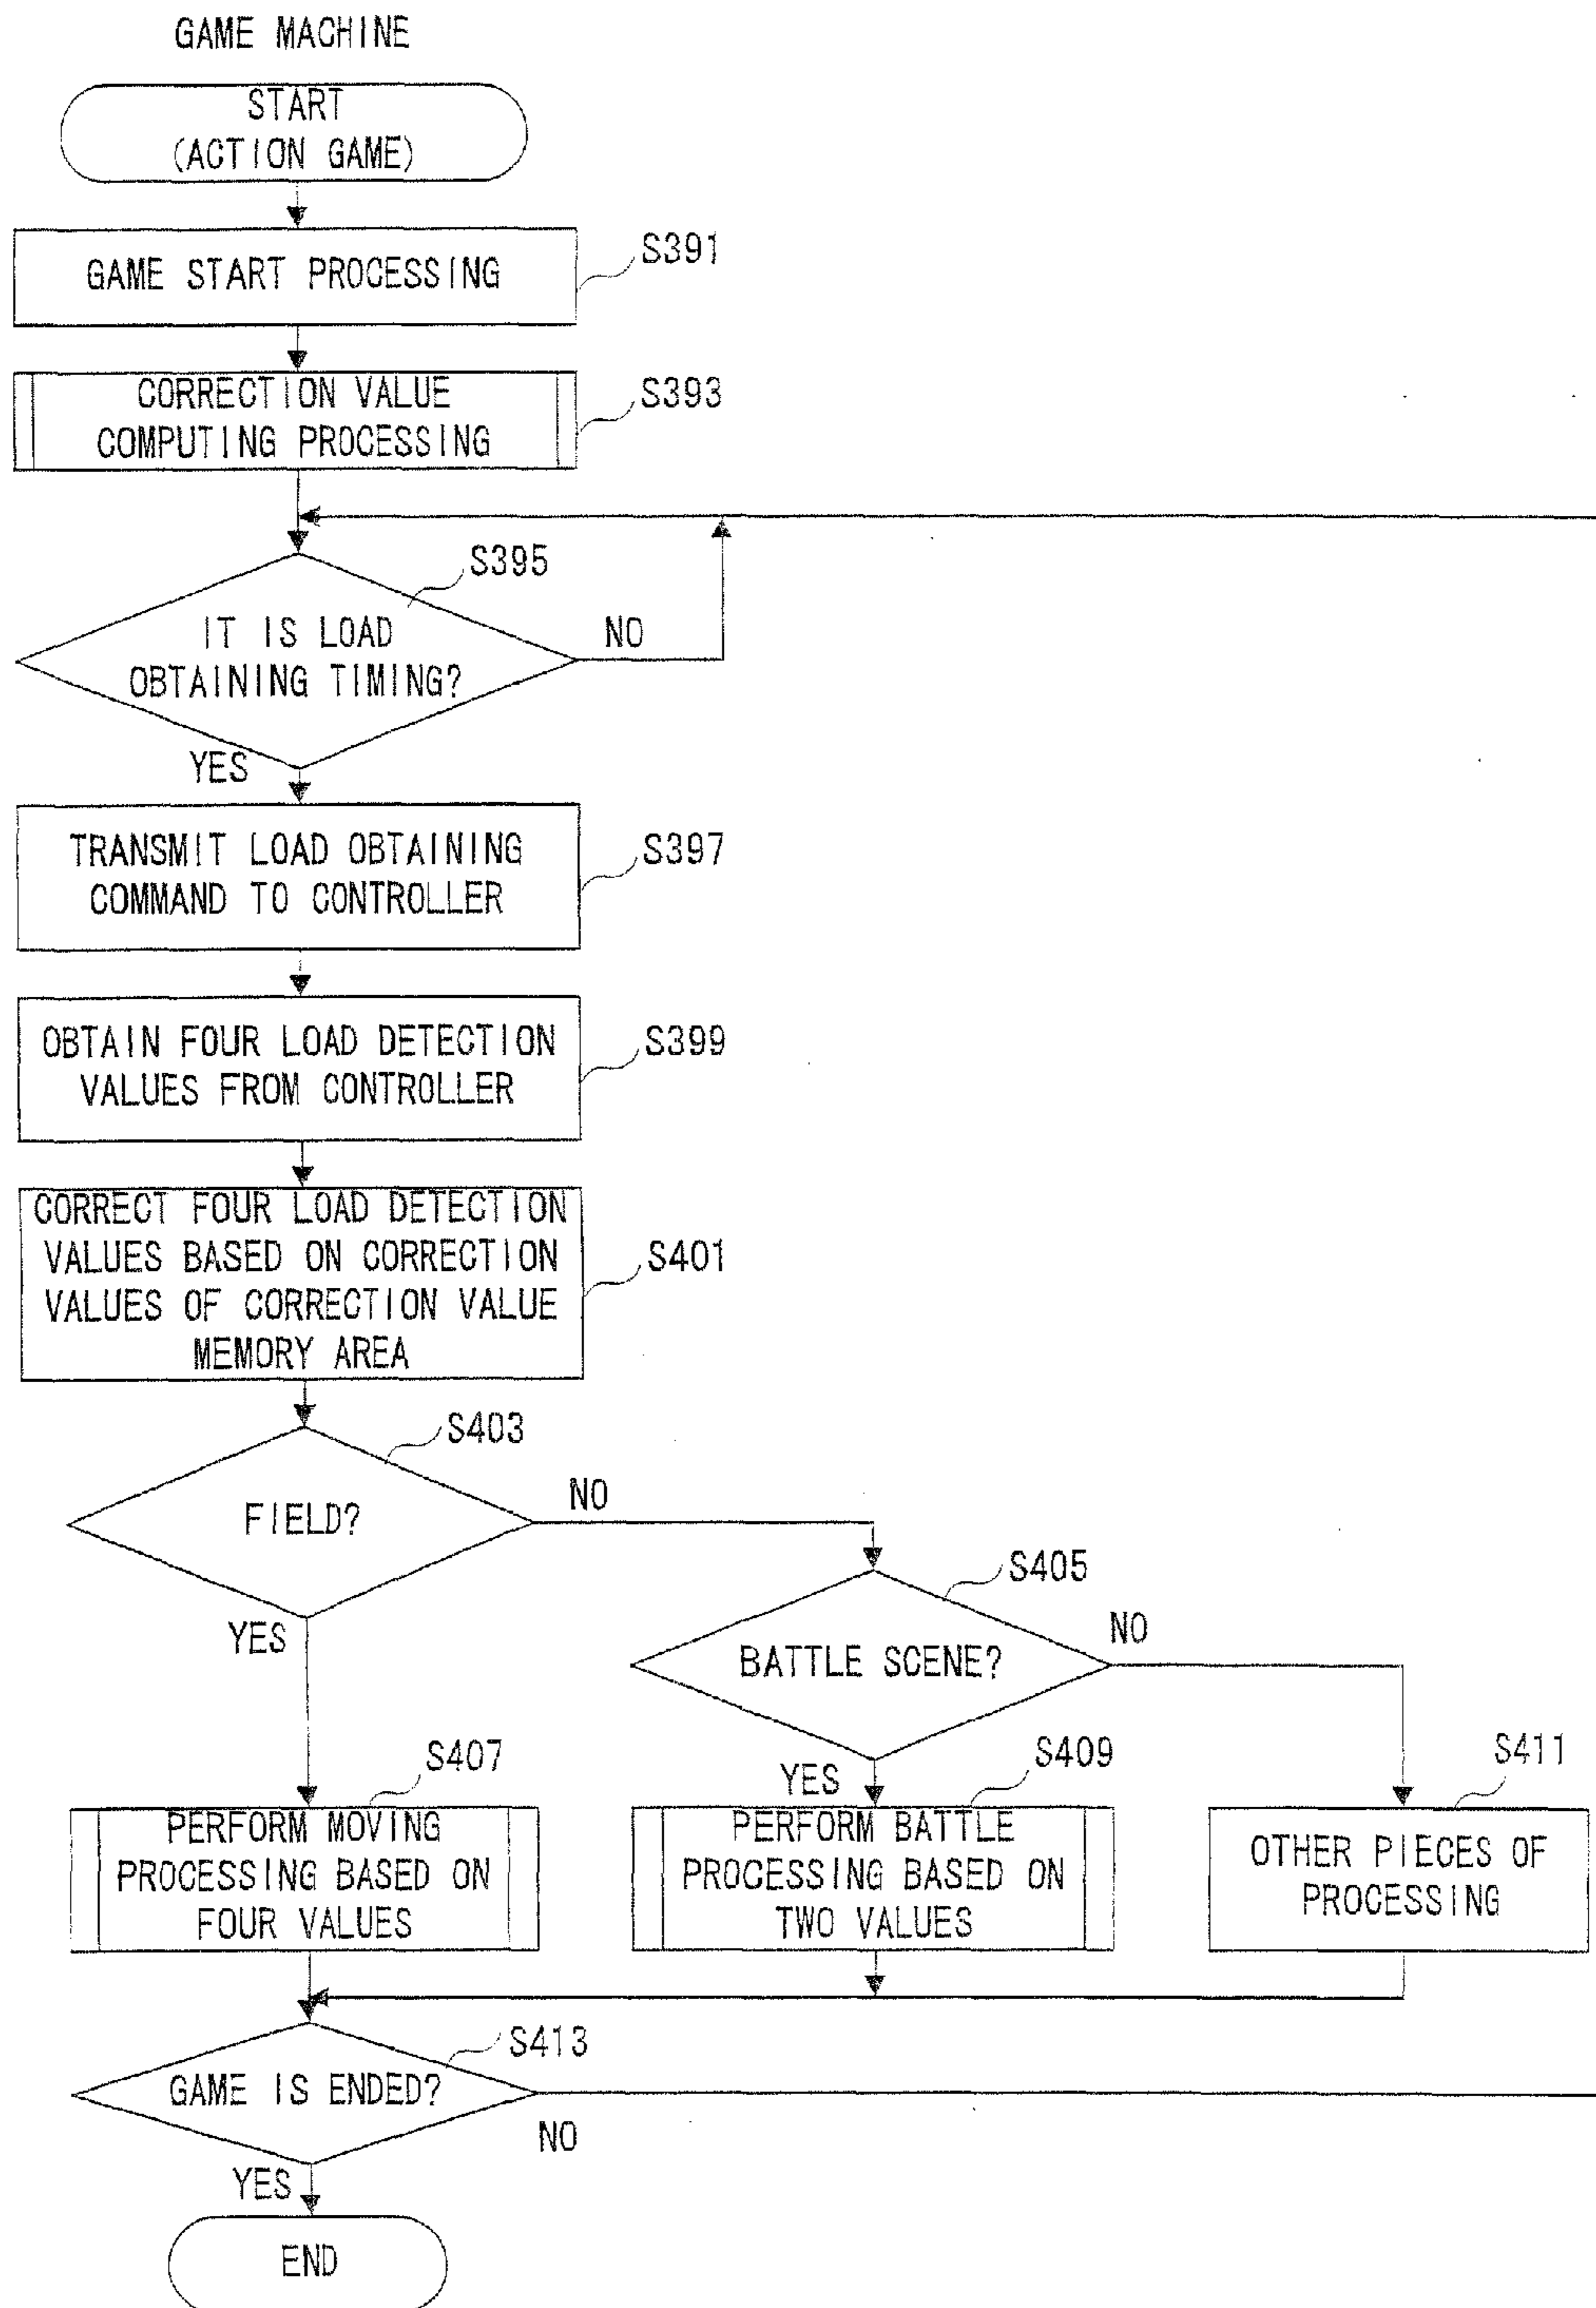 GAME MACHINE
START
(ACTION GAME)
GAME START PROCESSING
S391
CORRECTION VALUE
COMPUTING PROCESSING
S393
S395
IT IS LOAD
OBTAINING TIMING?
NO
YES
TRANSMIT LOAD OBTAINING
COMMAND TO CONTROLLER
S397
OBTAIN FOUR LOAD DETECTION
VALUES FROM CONTROLLER
S399
CORRECT FOUR LOAD DETECTION
VALUES BASED ON CORRECTION
VALUES OF CORRECTION VALUE
MEMORY AREA
S401
S403
FIELD?
NO
YES
S405
BATTLE SCENE?
NO
YES
S407
PERFORM MOVING
PROCESSING BASED ON
FOUR VALUES
S409
PERFORM BATTLE
PROCESSING BASED ON
TWO VALUES
S411
OTHER PIECES OF
PROCESSING
S413
GAME IS ENDED?
NO
YES
END